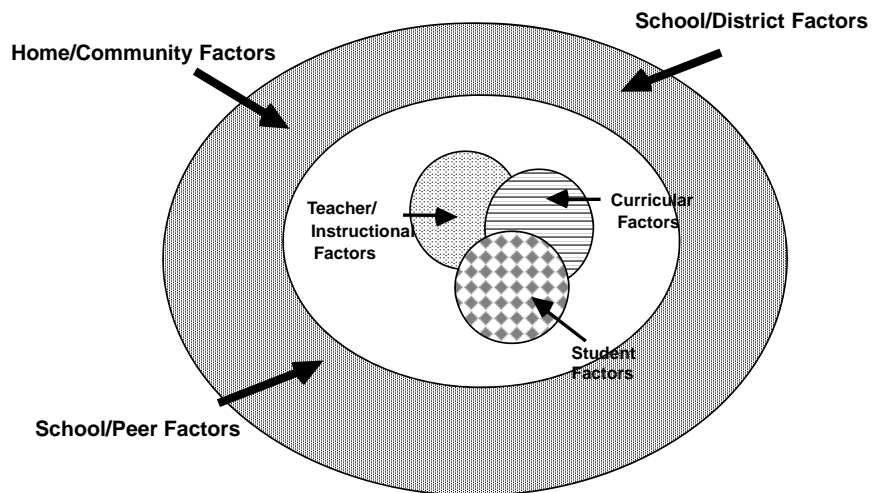 School/District Factors
Home/Community Factors
Teacher/
Instructional
Factors
Curricular
Factors
Student
Factors
School/Peer Factors